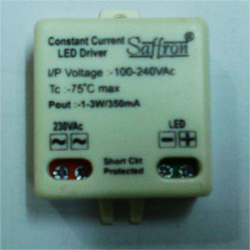 Constant Current Saffron
LED Driver
I/P Voltage :-100-240VAc
Tc :-75°C max
Pout :-1-3W/350mA
230VAc LED
~ ~ - +
Short Ckt
Protected